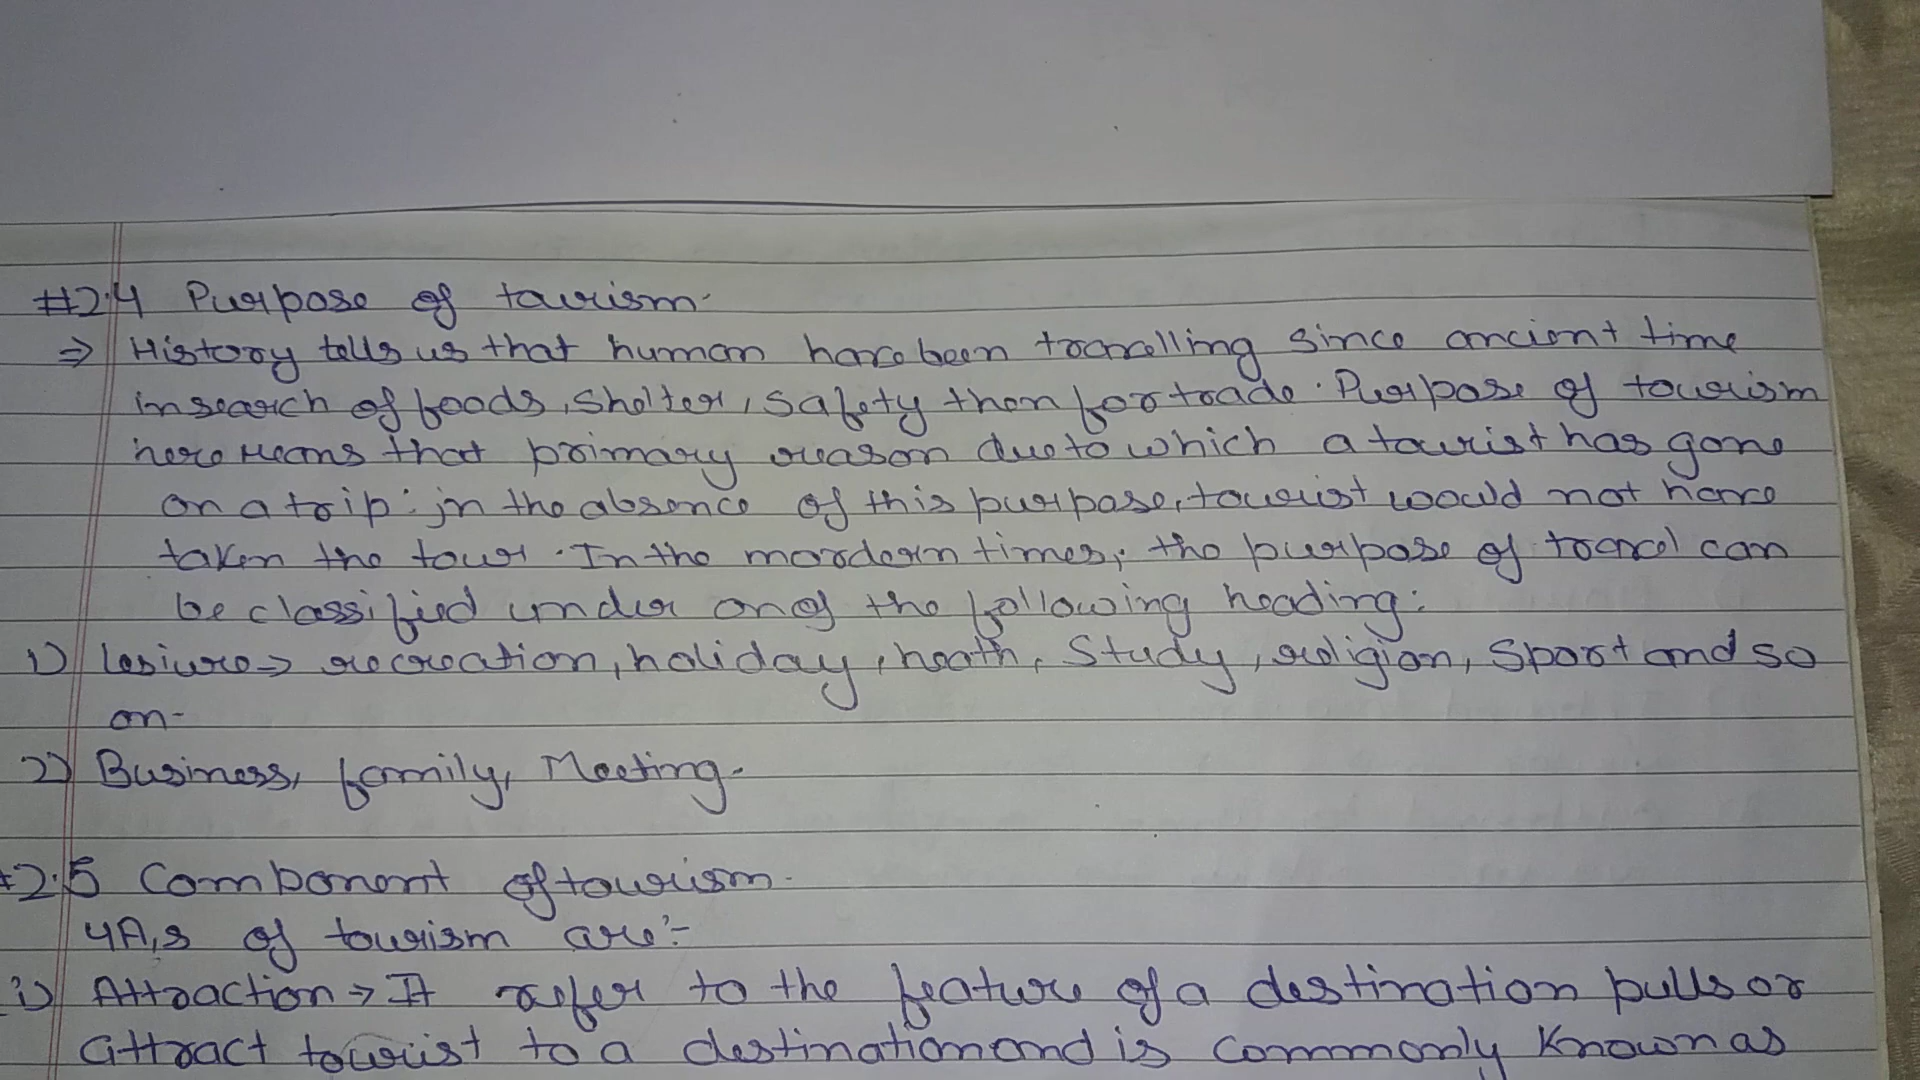 #2.4 Purpose of tourism.
⇒ History tells us that human have been travelling since ancient time
in search of foods, shelter, safety then for trade. Purpose of tourism
here means that primary reason due to which a tourist has gone
on a trip. in the absence of this purpose, tourist would not have
taken the tour. In the mordern times, the purpose of travel can
be classified under on of the following heading:
1) Lesiure → recreation, holiday, heath, Study, religion, Sport and so
on-
2) Business, family, Meeting.
#2.5 Component of tourism.
4A,s of tourism are:-
i) Attraction → It refer to the feature of a destination pulls or
attract tourist to a destination and is commonly Known as